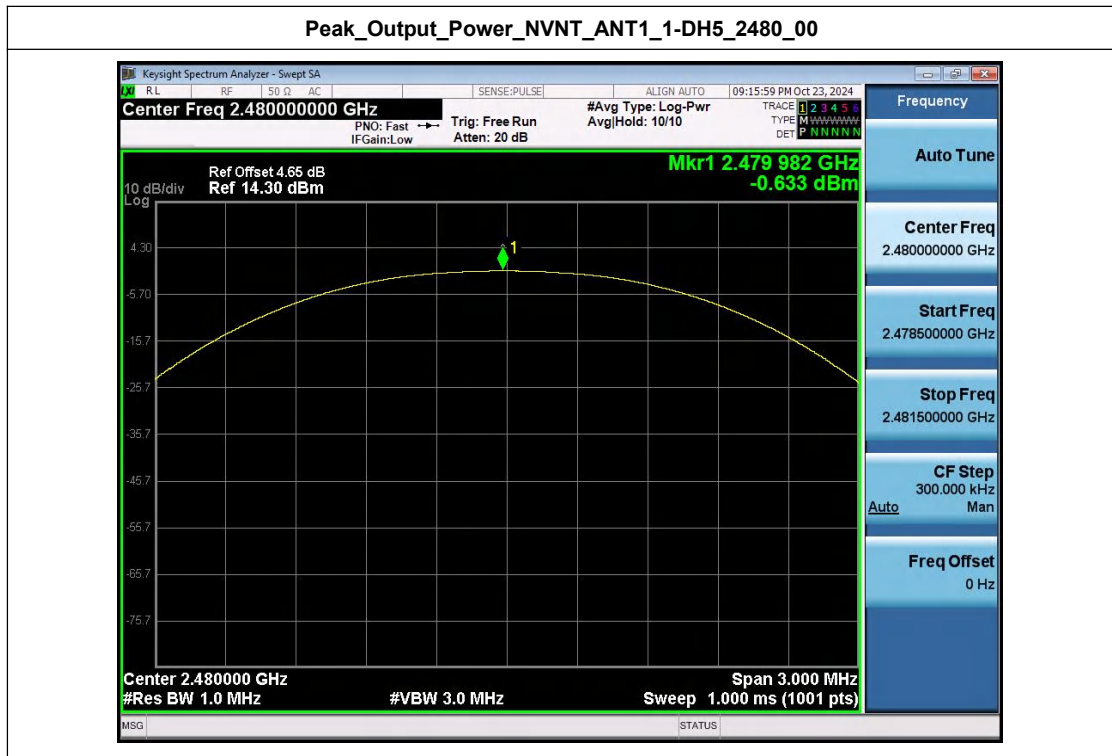 Peak_Output_Power_NVNT_ANT1_1-DH5_2480_00
Keysight Spectrum Analyzer - Swept SA
LXI RL RF 50 Ω AC SENSE:PULSE ALIGN AUTO 09:15:59 PM Oct 23, 2024
Center Freq 2.480000000 GHz
PNO: Fast
IFGain:Low
Trig: Free Run
Atten: 20 dB
#Avg Type: Log-Pwr
Avg|Hold: 10/10
TRACE 1 2 3 4 5 6
TYPE M WWWWW
DET P N N N N N
Mkr1 2.479 982 GHz
-0.633 dBm
Ref Offset 4.65 dB
10 dB/div Ref 14.30 dBm
Log
1
4.30
-5.70
-15.7
-25.7
-35.7
-45.7
-55.7
-65.7
-75.7
Center 2.480000 GHz Span 3.000 MHz
#Res BW 1.0 MHz #VBW 3.0 MHz Sweep 1.000 ms (1001 pts)
MSG STATUS
Frequency
Auto Tune
Center Freq
2.480000000 GHz
Start Freq
2.478500000 GHz
Stop Freq
2.481500000 GHz
CF Step
300.000 kHz
Auto Man
Freq Offset
0 Hz